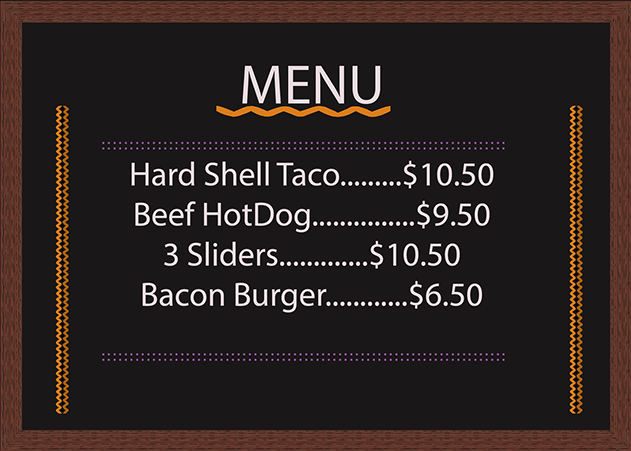 MENU
Hard Shell Taco.........$10.50
Beef HotDog...............$9.50
3 Sliders.............$10.50
Bacon Burger............$6.50